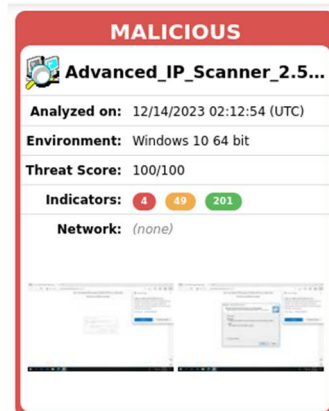 MALICIOUS
Advanced_IP_Scanner_2.5...
Analyzed on: 12/14/2023 02:12:54 (UTC)
Environment: Windows 10 64 bit
Threat Score: 100/100
Indicators: 4 49 201
Network: (none)